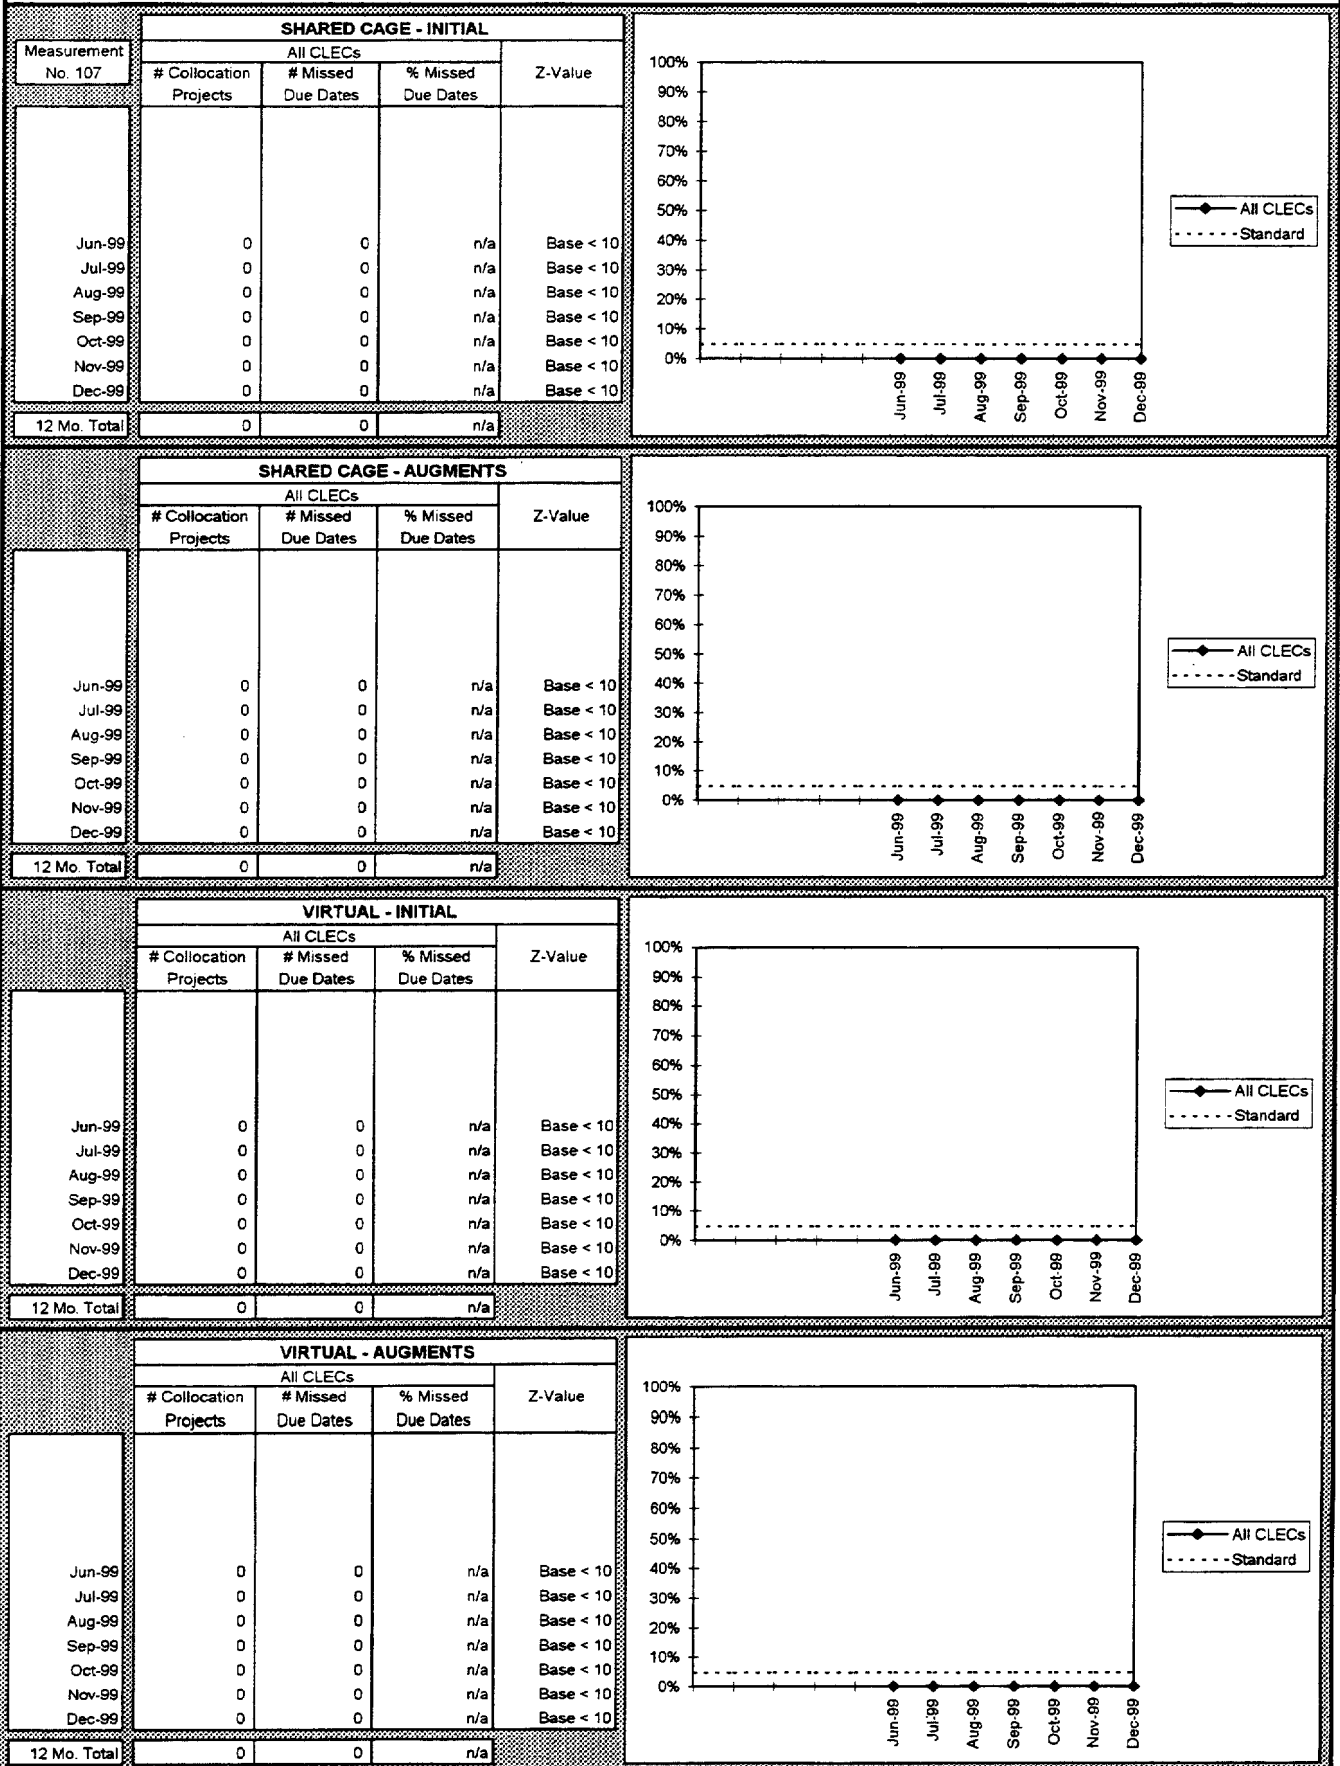 SHARED CAGE - INITIAL
Measurement No. 107
All CLECs
# Collocation Projects # Missed Due Dates % Missed Due Dates Z-Value
Jun-99 0 0 n/a Base < 10
Jul-99 0 0 n/a Base < 10
Aug-99 0 0 n/a Base < 10
Sep-99 0 0 n/a Base < 10
Oct-99 0 0 n/a Base < 10
Nov-99 0 0 n/a Base < 10
Dec-99 0 0 n/a Base < 10
12 Mo. Total 0 0 n/a
100%
90%
80%
70%
60%
50%
40%
30%
20%
10%
0%
Jun-99 Jul-99 Aug-99 Sep-99 Oct-99 Nov-99 Dec-99
All CLECs
Standard
SHARED CAGE - AUGMENTS
All CLECs
# Collocation Projects # Missed Due Dates % Missed Due Dates Z-Value
Jun-99 0 0 n/a Base < 10
Jul-99 0 0 n/a Base < 10
Aug-99 0 0 n/a Base < 10
Sep-99 0 0 n/a Base < 10
Oct-99 0 0 n/a Base < 10
Nov-99 0 0 n/a Base < 10
Dec-99 0 0 n/a Base < 10
12 Mo. Total 0 0 n/a
100%
90%
80%
70%
60%
50%
40%
30%
20%
10%
0%
Jun-99 Jul-99 Aug-99 Sep-99 Oct-99 Nov-99 Dec-99
All CLECs
Standard
VIRTUAL - INITIAL
All CLECs
# Collocation Projects # Missed Due Dates % Missed Due Dates Z-Value
Jun-99 0 0 n/a Base < 10
Jul-99 0 0 n/a Base < 10
Aug-99 0 0 n/a Base < 10
Sep-99 0 0 n/a Base < 10
Oct-99 0 0 n/a Base < 10
Nov-99 0 0 n/a Base < 10
Dec-99 0 0 n/a Base < 10
12 Mo. Total 0 0 n/a
100%
90%
80%
70%
60%
50%
40%
30%
20%
10%
0%
Jun-99 Jul-99 Aug-99 Sep-99 Oct-99 Nov-99 Dec-99
All CLECs
Standard
VIRTUAL - AUGMENTS
All CLECs
# Collocation Projects # Missed Due Dates % Missed Due Dates Z-Value
Jun-99 0 0 n/a Base < 10
Jul-99 0 0 n/a Base < 10
Aug-99 0 0 n/a Base < 10
Sep-99 0 0 n/a Base < 10
Oct-99 0 0 n/a Base < 10
Nov-99 0 0 n/a Base < 10
Dec-99 0 0 n/a Base < 10
12 Mo. Total 0 0 n/a
100%
90%
80%
70%
60%
50%
40%
30%
20%
10%
0%
Jun-99 Jul-99 Aug-99 Sep-99 Oct-99 Nov-99 Dec-99
All CLECs
Standard